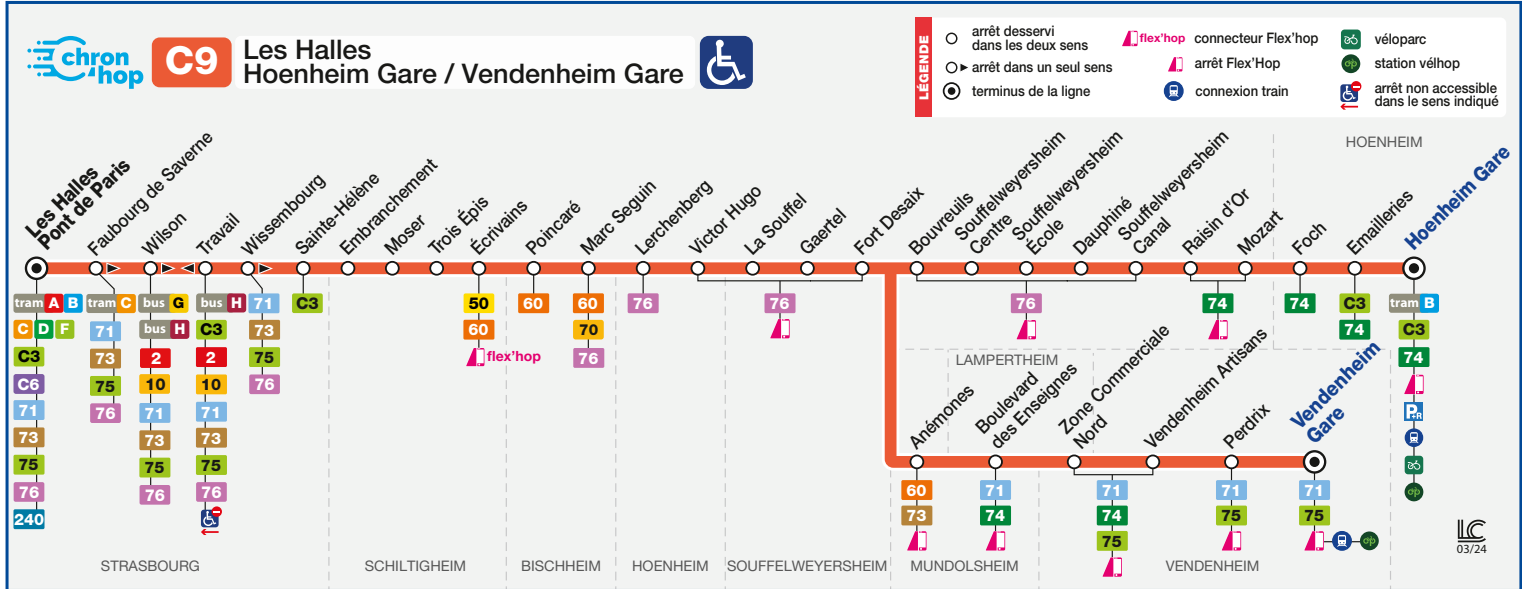 chron
hop
C9
Les Halles
Hoenheim Gare / Vendenheim Gare
LÉGENDE
arrêt desservi
dans les deux sens
arrêt dans un seul sens
terminus de la ligne
flex'hop
connecteur Flex'hop
arrêt Flex'Hop
connexion train
véloparc
station vélhop
arrêt non accessible
dans le sens indiqué
HOENHEIM
Les Halles
Pont de Paris
Faubourg de Saverne
Wilson
Travail
Wissembourg
Sainte-Hélène
Embranchement
Moser
Trois Épis
Écrivains
Poincaré
Marc Seguin
Lerchenberg
Victor Hugo
La Souffel
Gaertel
Fort Desaix
Bouvreuils
Souffelweyersheim
Centre
Souffelweyersheim
École
Dauphiné
Souffelweyersheim
Canal
Raisin d'Or
Mozart
Foch
Emailleries
Hoenheim Gare
tram A B
C D F
C3
C6
71
73
75
76
240
tram C
71
73
75
76
bus G
bus H
2
10
71
73
75
76
bus H
C3
2
10
71
73
75
76
71
73
75
76
C3
50
60
flex'hop
60
60
70
76
76
76
76
74
74
C3
74
tram B
C3
74
P+R
LAMPERTHEIM
Anémones
Boulevard
des Enseignes
Zone Commerciale
Nord
Vendenheim Artisans
Perdrix
Vendenheim
Gare
60
73
71
74
71
74
75
71
75
71
75
STRASBOURG
SCHILTIGHEIM
BISCHHEIM
HOENHEIM
SOUFFELWEYERSHEIM
MUNDOLSHEIM
VENDENHEIM
LC
03/24